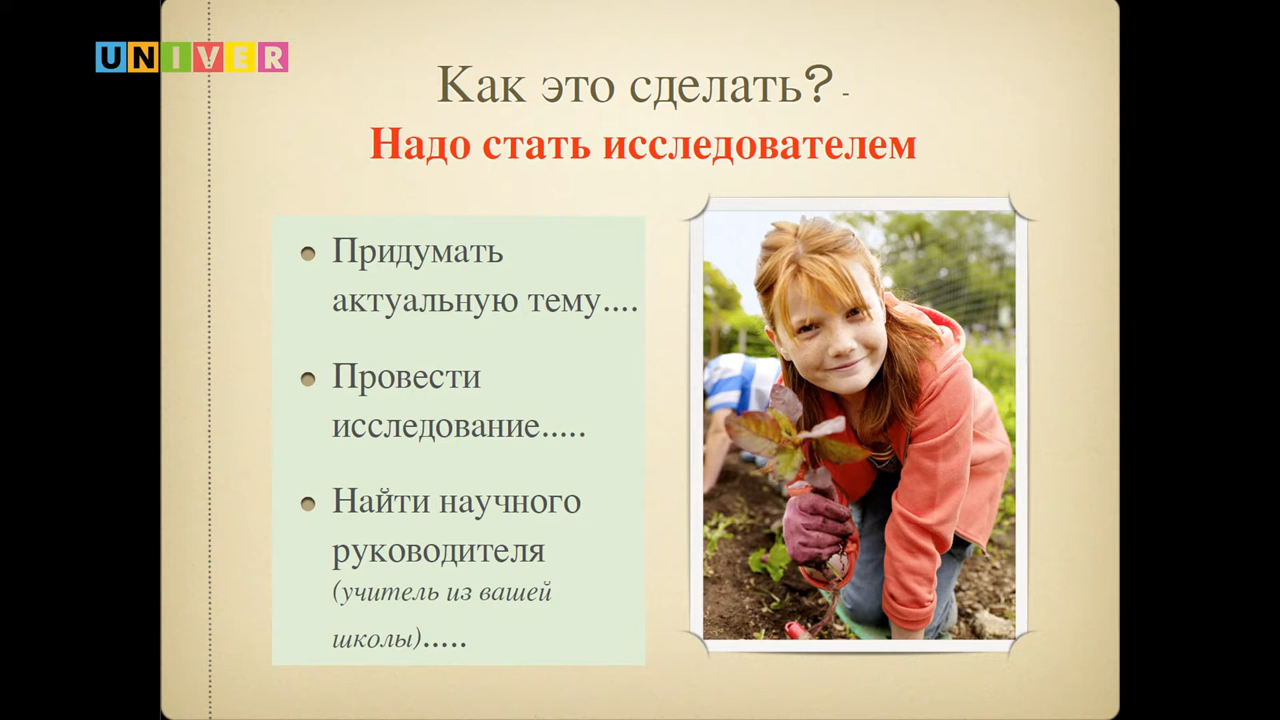 UNIVER
Как это сделать? -
Надо стать исследователем
Придумать
актуальную тему....
Провести
исследование.....
Найти научного
руководителя
(учитель из вашей
школы).....